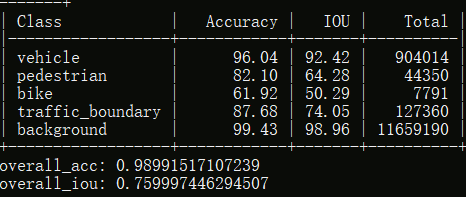 -------+
| Class | Accuracy | IOU | Total |
|------------------+----------+-------+----------|
| vehicle | 96.04 | 92.42 | 904014 |
| pedestrian | 82.10 | 64.28 | 44350 |
| bike | 61.92 | 50.29 | 7791 |
| traffic_boundary | 87.68 | 74.05 | 127360 |
| background | 99.43 | 98.96 | 11659190 |
+------------------+----------+-------+----------+
overall_acc: 0.98991517107239
overall_iou: 0.759997446294507